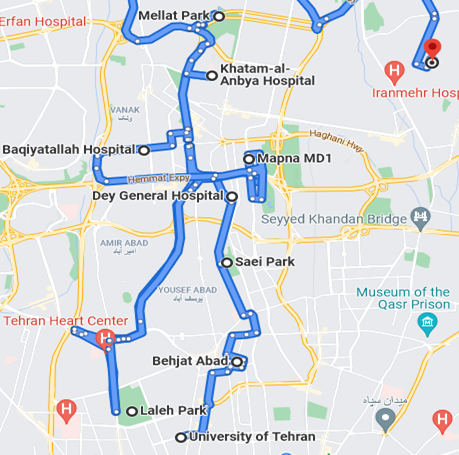 Mellat Park
Erfan Hospital
Khatam-al-
Anbya Hospital
Iranmehr Hosp
VANAK
ونک
Haghani Hwy
Baqiyatallah Hospital
Mapna MD1
Hemmat Expy
Dey General Hospital
Seyyed Khandan Bridge
AMIR ABAD
امیر آباد
Saei Park
YOUSEF ABAD
یوسف آباد
Museum of the
Qasr Prison
Tehran Heart Center
Behjat Abad
Laleh Park
میدان سپاه
University of Tehran